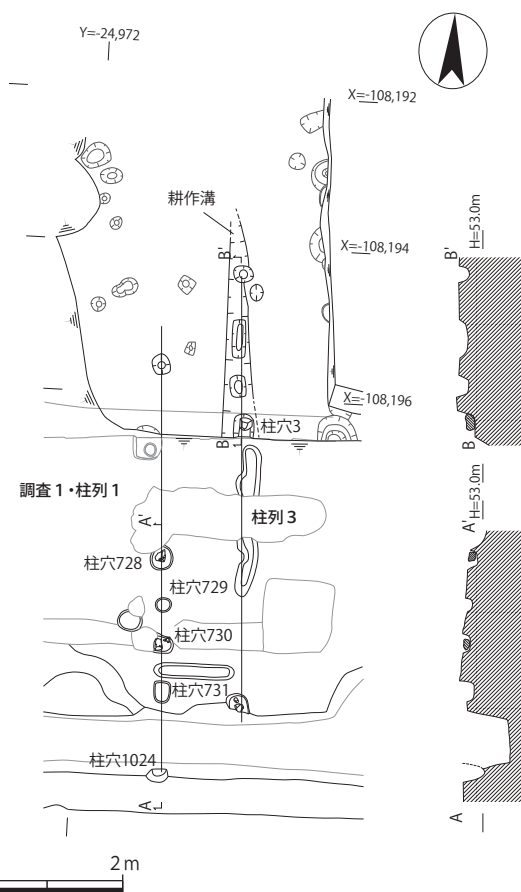 Y=-24,972
X=-108,192
耕作溝
B'
X=-108,194
B'
H=53.0m
X=-108,196
柱穴3
B
B
調査1・柱列1
A'
柱列3
A'
H=53.0m
柱穴728
柱穴729
柱穴730
柱穴731
柱穴1024
A
A
2m